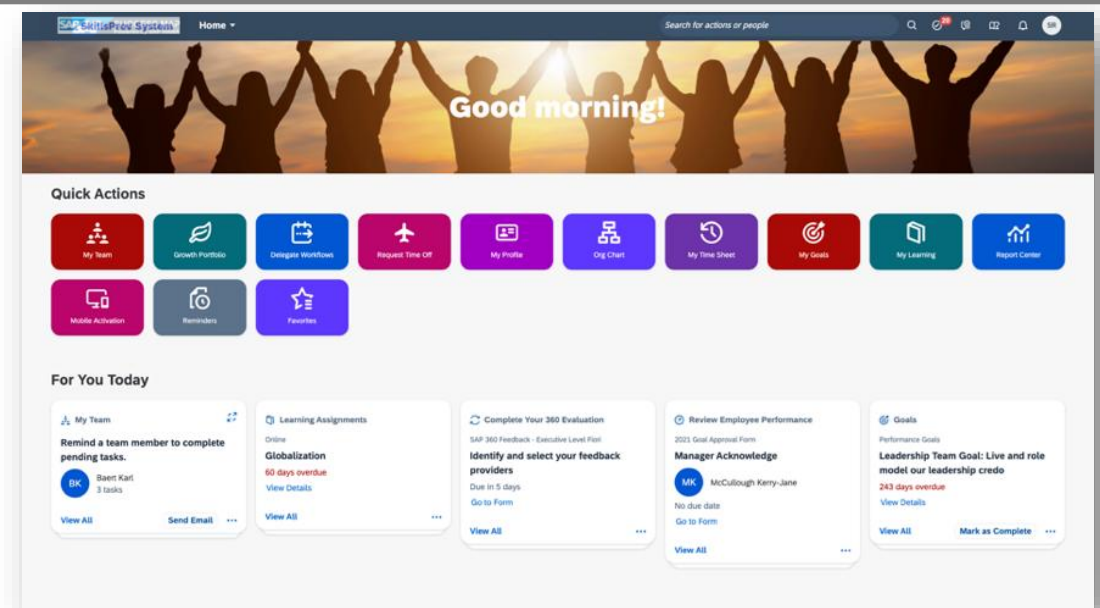 SAP SkillsProv System
Home
Search for actions or people
20
SR
Good morning!
Quick Actions
My Team
Growth Portfolio
Delegate Workflows
Request Time Off
My Profile
Org Chart
My Time Sheet
My Goals
My Learning
Report Center
Mobile Activation
Reminders
Favorites
For You Today
My Team
Remind a team member to complete
pending tasks.
BK
Baert Karl
3 tasks
View All
Send Email
Learning Assignments
Online
Globalization
60 days overdue
View Details
View All
Complete Your 360 Evaluation
SAP 360 Feedback - Executive Level Fiori
Identify and select your feedback
providers
Due in 5 days
Go to Form
View All
Review Employee Performance
2021 Goal Approval Form
Manager Acknowledge
MK
McCullough Kerry-Jane
No due date
Go to Form
View All
Goals
Performance Goals
Leadership Team Goal: Live and role
model our leadership credo
243 days overdue
View Details
View All
Mark as Complete